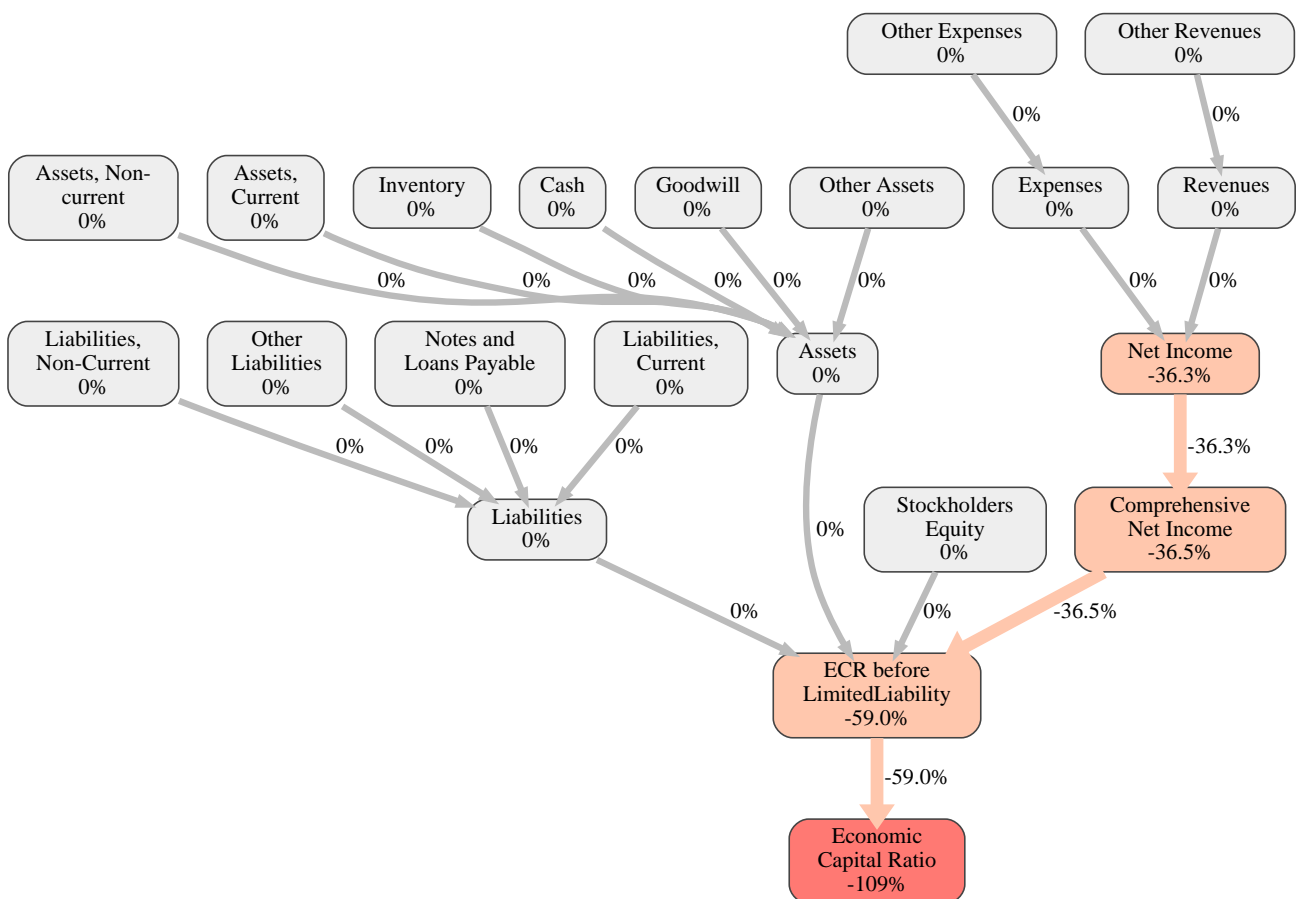 Other Expenses
0%
Other Revenues
0%
0%
0%
Assets, Non-
current
0%
Assets,
Current
0%
Inventory
0%
Cash
0%
Goodwill
0%
Other Assets
0%
Expenses
0%
Revenues
0%
0%
0%
0%
0%
0%
0%
0%
0%
Liabilities,
Non-Current
0%
Other
Liabilities
0%
Notes and
Loans Payable
0%
Liabilities,
Current
0%
Assets
0%
Net Income
-36.3%
0%
0%
0%
0%
-36.3%
Liabilities
0%
Stockholders
Equity
0%
Comprehensive
Net Income
-36.5%
0%
0%
0%
-36.5%
ECR before
LimitedLiability
-59.0%
-59.0%
Economic
Capital Ratio
-109%